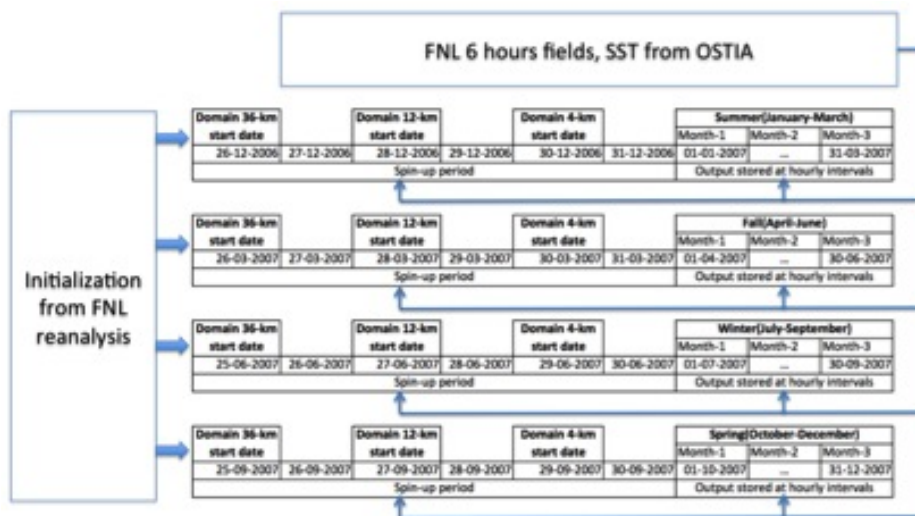 FNL 6 hours fields, SST from OSTIA
Initialization
from FNL
reanalysis
Domain 36-km Domain 12-km Domain 4-km Summer(January-March)
start date start date start date Month-1 Month-2 Month-3
26-12-2006 27-12-2006 28-12-2006 29-12-2006 30-12-2006 31-12-2006 01-01-2007 ... 31-03-2007
Spin-up period Output stored at hourly intervals
Domain 36-km Domain 12-km Domain 4-km Fall(April-June)
start date start date start date Month-1 Month-2 Month-3
26-03-2007 27-03-2007 28-03-2007 29-03-2007 30-03-2007 31-03-2007 01-04-2007 ... 30-06-2007
Spin-up period Output stored at hourly intervals
Domain 36-km Domain 12-km Domain 4-km Winter(July-September)
start date start date start date Month-1 Month-2 Month-3
25-06-2007 26-06-2007 27-06-2007 28-06-2007 29-06-2007 30-06-2007 01-07-2007 ... 30-09-2007
Spin-up period Output stored at hourly intervals
Domain 36-km Domain 12-km Domain 4-km Spring(October-December)
start date start date start date Month-1 Month-2 Month-3
25-09-2007 26-09-2007 27-09-2007 28-09-2007 29-09-2007 30-09-2007 01-10-2007 ... 31-12-2007
Spin-up period Output stored at hourly intervals